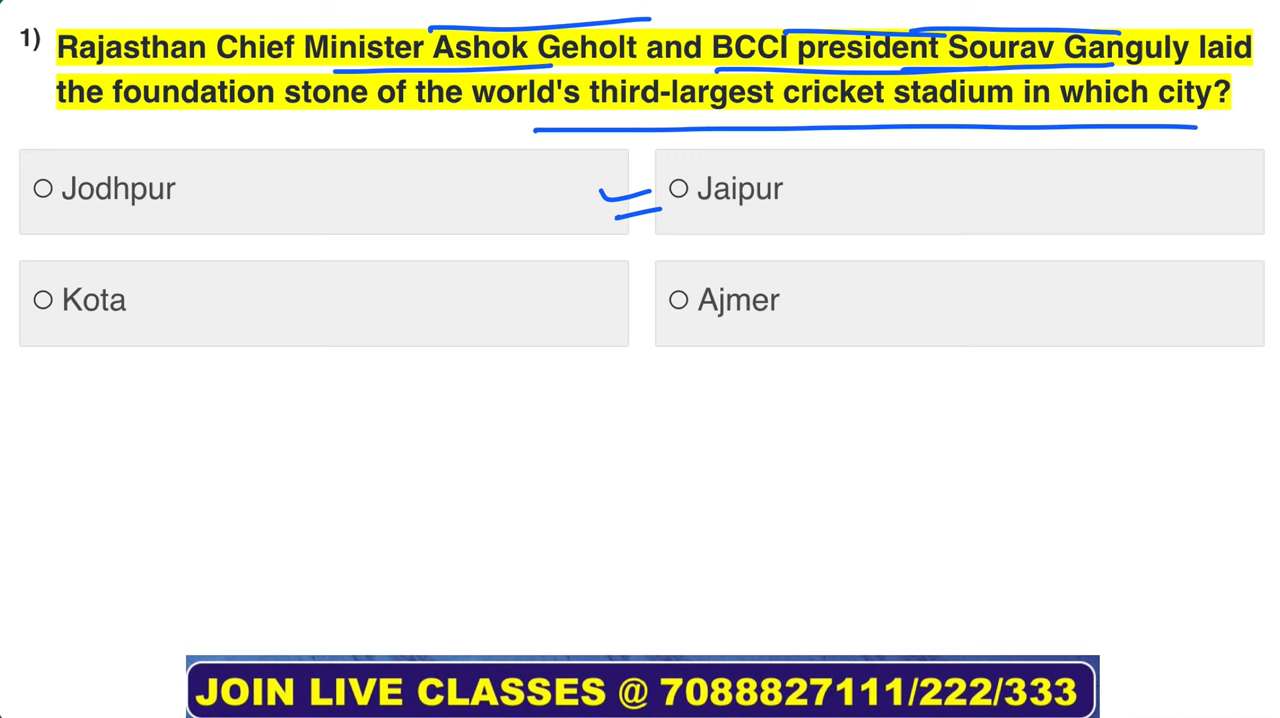 1) Rajasthan Chief Minister Ashok Geholt and BCCI president Sourav Ganguly laid
the foundation stone of the world's third-largest cricket stadium in which city?
Jodhpur
Jaipur
Kota
Ajmer
JOIN LIVE CLASSES @ 7088827111/222/333